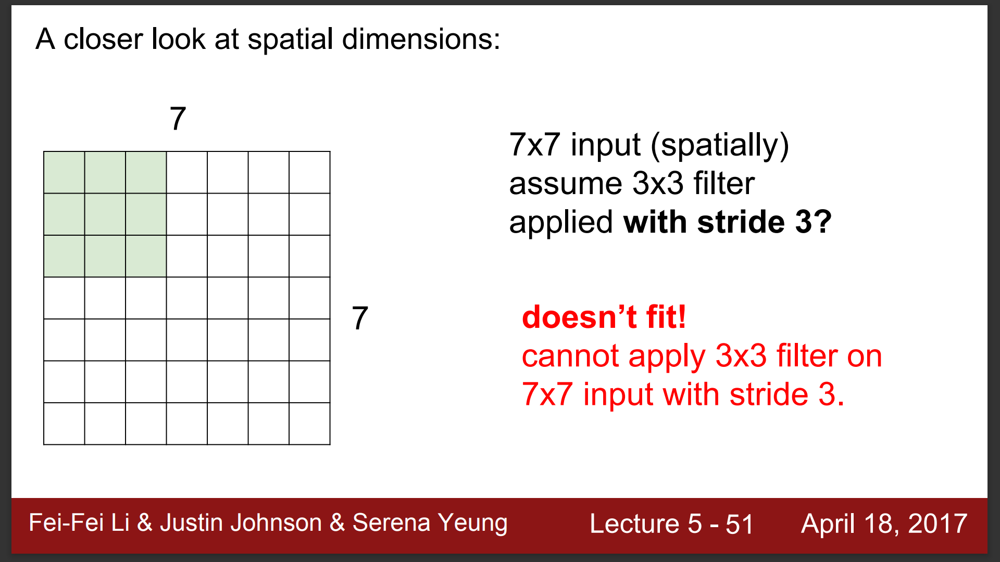 A closer look at spatial dimensions:
7
7x7 input (spatially)
assume 3x3 filter
applied with stride 3?
7
doesn’t fit!
cannot apply 3x3 filter on
7x7 input with stride 3.
Fei-Fei Li & Justin Johnson & Serena Yeung
Lecture 5 - 51
April 18, 2017